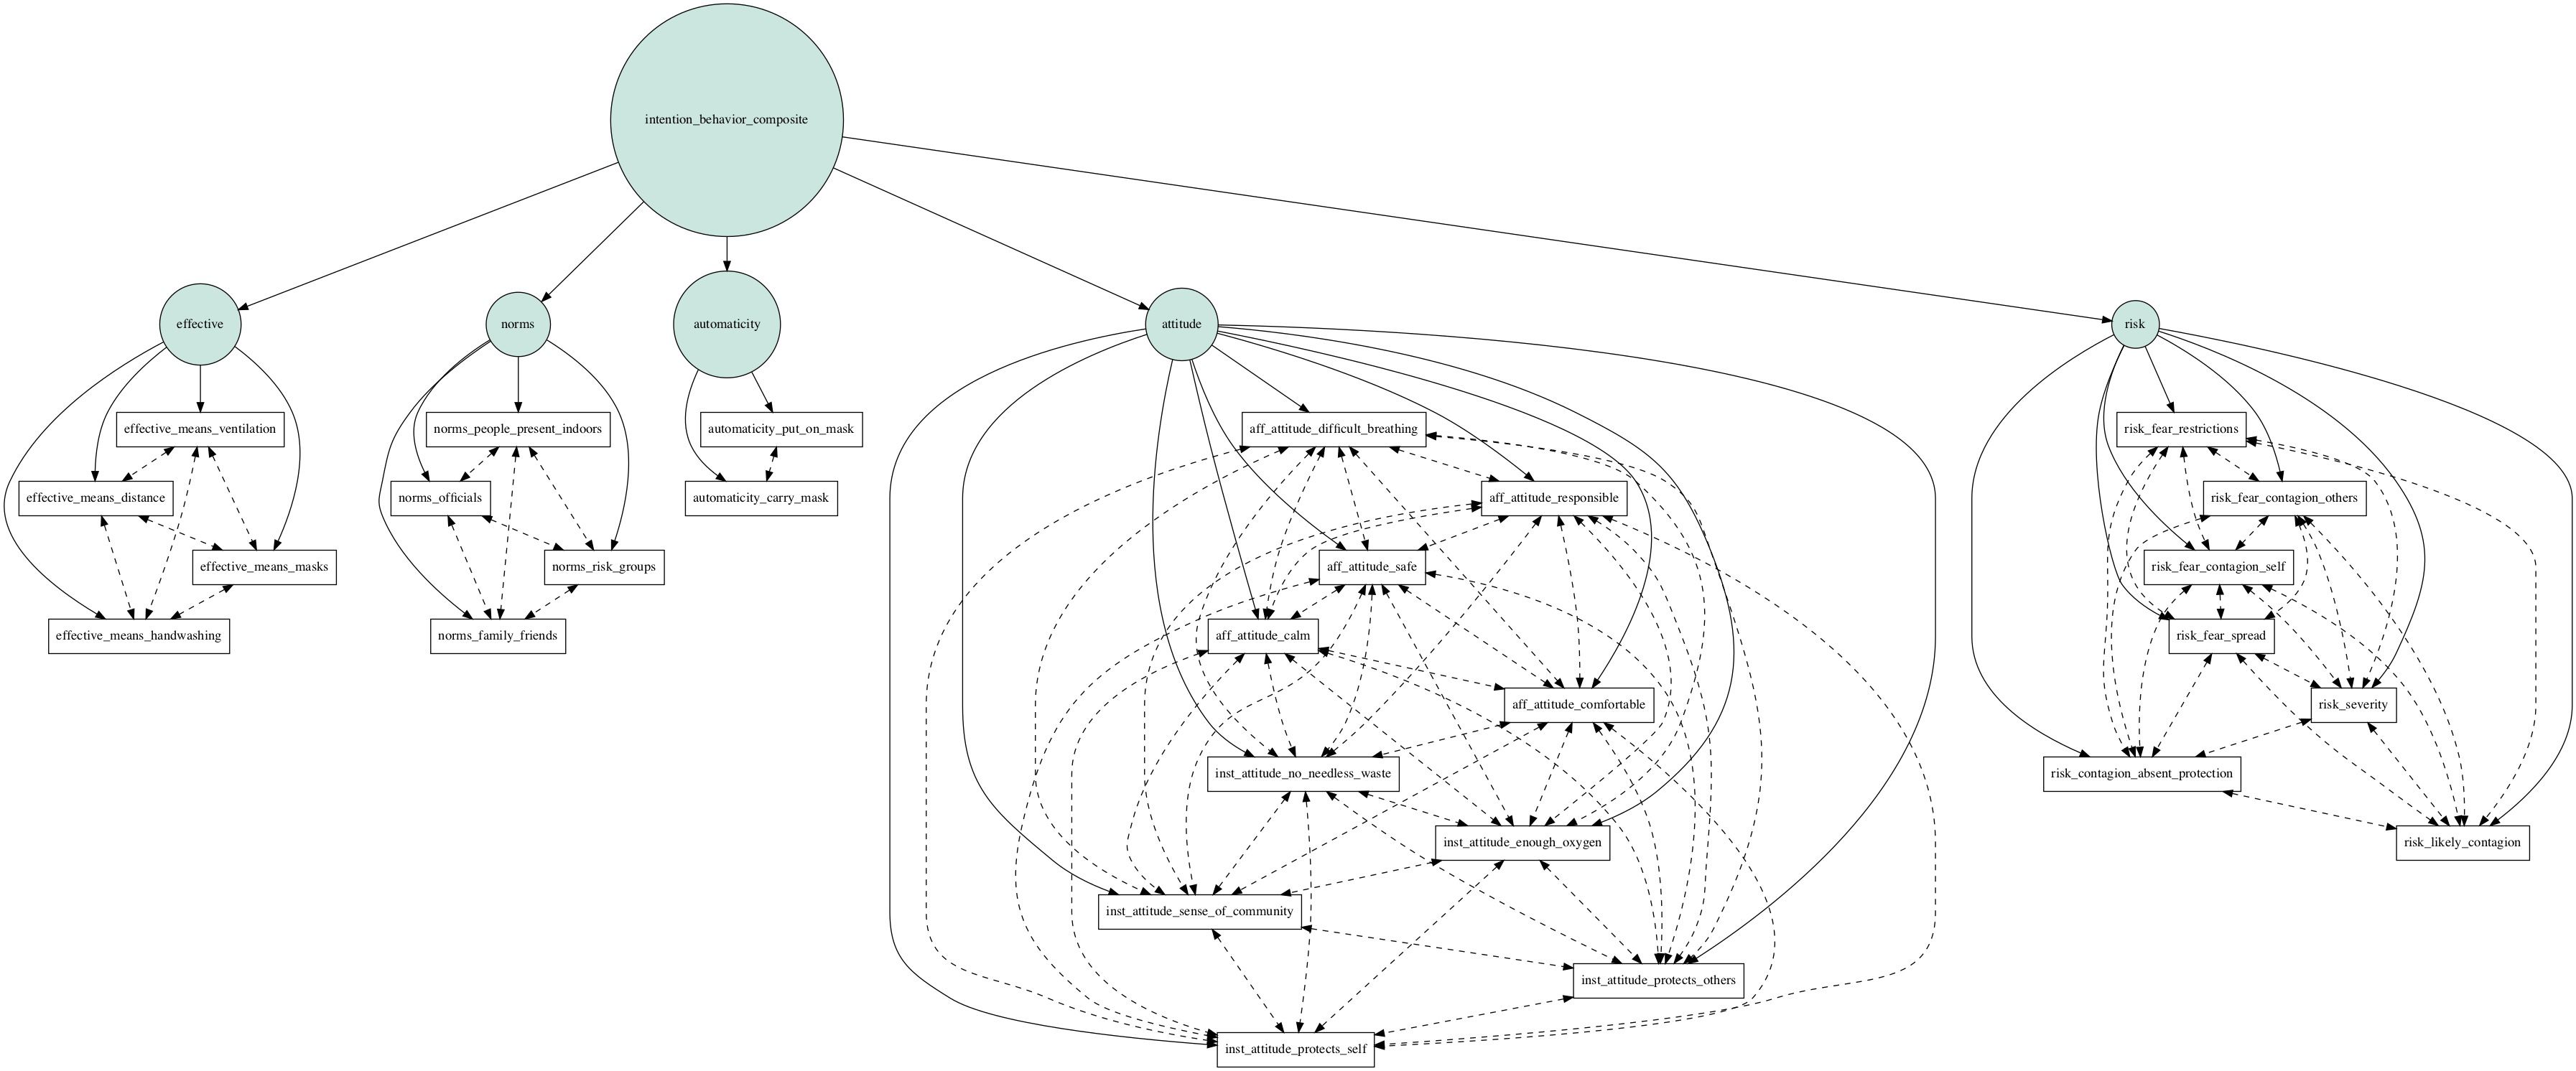 intention_behavior_composite
effective
norms
automaticity
attitude
risk
effective_means_ventilation
norms_people_present_indoors
automaticity_put_on_mask
aff_attitude_difficult_breathing
risk_fear_restrictions
effective_means_distance
norms_officials
automaticity_carry_mask
aff_attitude_responsible
risk_fear_contagion_others
effective_means_masks
norms_risk_groups
aff_attitude_safe
risk_fear_contagion_self
effective_means_handwashing
norms_family_friends
aff_attitude_calm
risk_fear_spread
aff_attitude_comfortable
risk_severity
inst_attitude_no_needless_waste
risk_contagion_absent_protection
inst_attitude_enough_oxygen
risk_likely_contagion
inst_attitude_sense_of_community
inst_attitude_protects_others
inst_attitude_protects_self